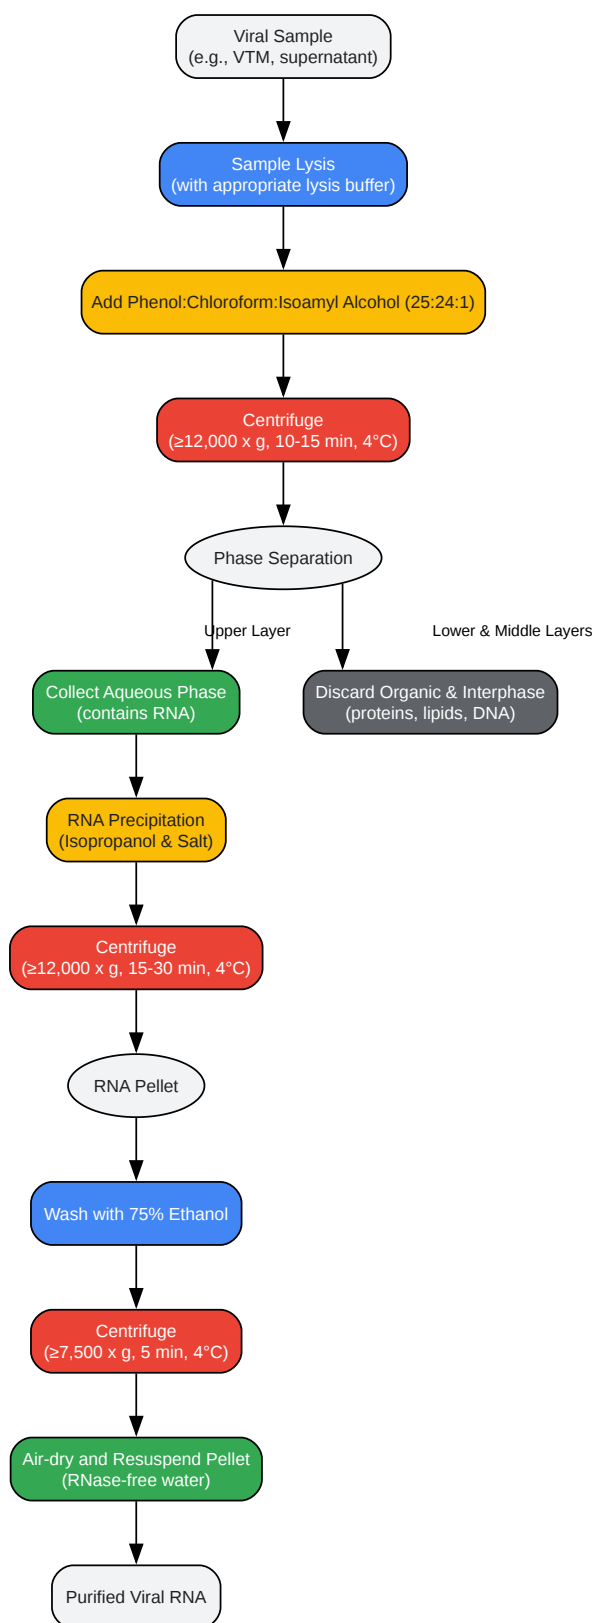 Viral Sample
(e.g., VTM, supernatant)
Sample Lysis
(with appropriate lysis buffer)
Add Phenol:Chloroform:Isoamyl Alcohol (25:24:1)
Centrifuge
(≥12,000 x g, 10-15 min, 4°C)
Phase Separation
Upper Layer
Lower & Middle Layers
Collect Aqueous Phase
(contains RNA)
Discard Organic & Interphase
(proteins, lipids, DNA)
RNA Precipitation
(Isopropanol & Salt)
Centrifuge
(≥12,000 x g, 15-30 min, 4°C)
RNA Pellet
Wash with 75% Ethanol
Centrifuge
(≥7,500 x g, 5 min, 4°C)
Air-dry and Resuspend Pellet
(RNase-free water)
Purified Viral RNA